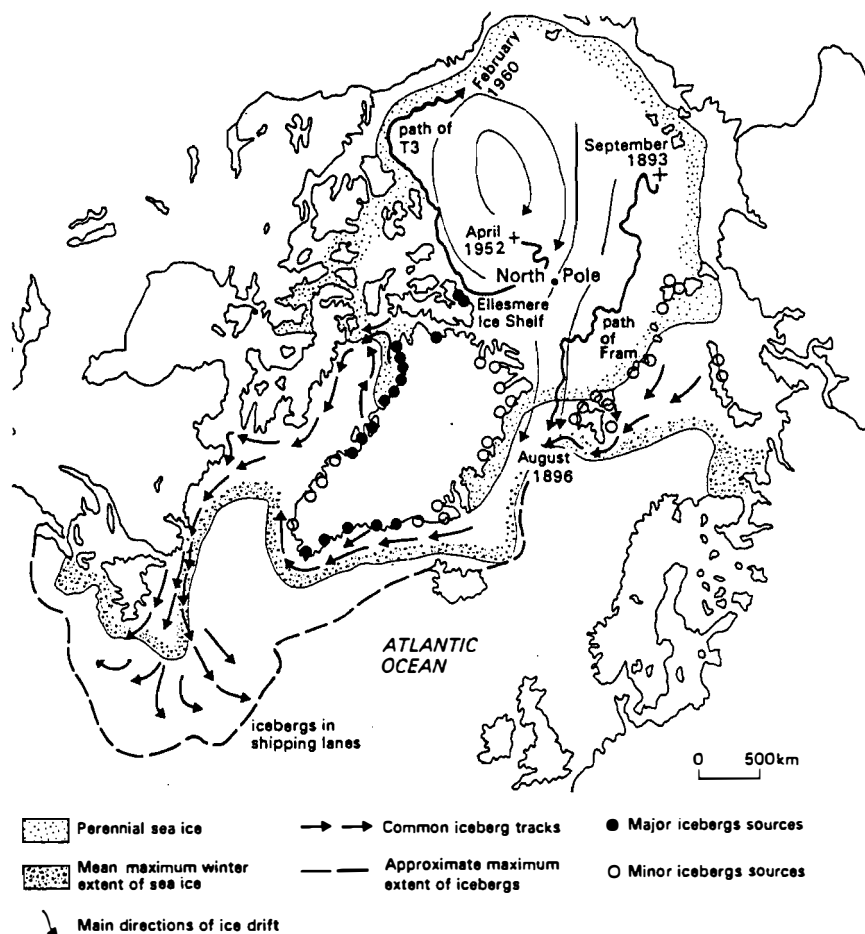 February
1960
path of
T3
September
1893
April
1952
North Pole
Ellesmere
Ice Shelf
path
of
Fram
August
1896
ATLANTIC
OCEAN
icebergs in
shipping lanes
0 500km
Perennial sea ice
Common iceberg tracks
Major icebergs sources
Mean maximum winter
extent of sea ice
Approximate maximum
extent of icebergs
Minor icebergs sources
Main directions of ice drift